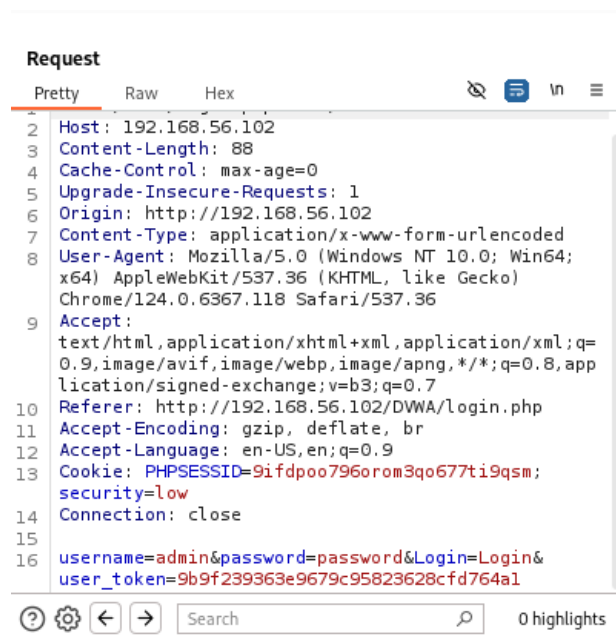 Request
Pretty Raw Hex \n
2 Host: 192.168.56.102
3 Content-Length: 88
4 Cache-Control: max-age=0
5 Upgrade-Insecure-Requests: 1
6 Origin: http://192.168.56.102
7 Content-Type: application/x-www-form-urlencoded
8 User-Agent: Mozilla/5.0 (Windows NT 10.0; Win64;
x64) AppleWebKit/537.36 (KHTML, like Gecko)
Chrome/124.0.6367.118 Safari/537.36
9 Accept:
text/html,application/xhtml+xml,application/xml;q=
0.9,image/avif,image/webp,image/apng,*/*;q=0.8,app
lication/signed-exchange;v=b3;q=0.7
10 Referer: http://192.168.56.102/DVWA/login.php
11 Accept-Encoding: gzip, deflate, br
12 Accept-Language: en-US,en;q=0.9
13 Cookie: PHPSESSID=9ifdpoo796orom3qo677ti9qsm;
security=low
14 Connection: close
15
16 username=admin&password=password&Login=Login&
user_token=9b9f239363e9679c95823628cfd764a1
Search 0 highlights